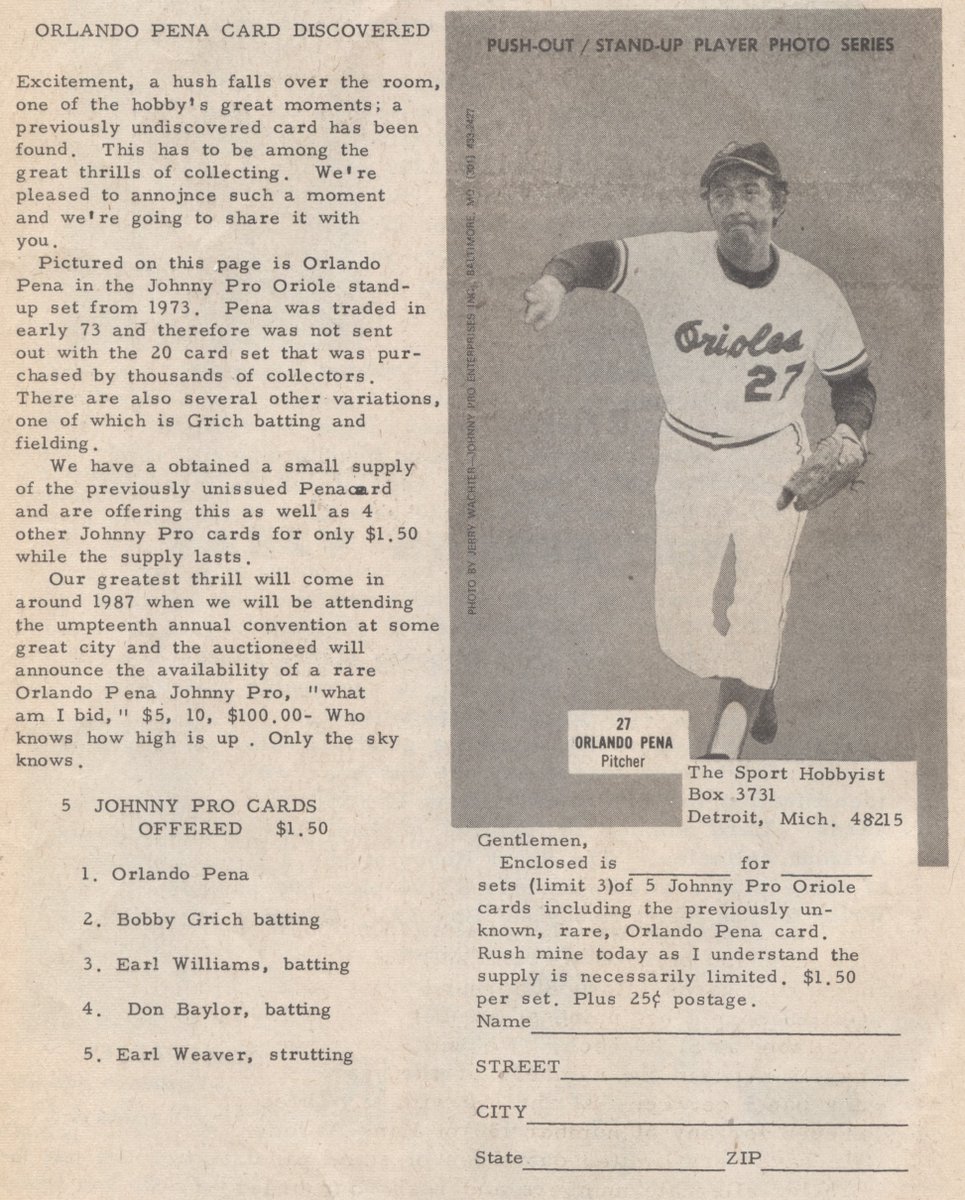 ORLANDO PENA CARD DISCOVERED
Excitement, a hush falls over the room,
one of the hobby's great moments; a
previously undiscovered card has been
found. This has to be among the
great thrills of collecting. We're
pleased to annojnce such a moment
and we're going to share it with
you.
Pictured on this page is Orlando
Pena in the Johnny Pro Oriole stand-
up set from 1973. Pena was traded in
early 73 and therefore was not sent
out with the 20 card set that was pur-
chased by thousands of collectors.
There are also several other variations,
one of which is Grich batting and
fielding.
We have a obtained a small supply
of the previously unissued Penacard
and are offering this as well as 4
other Johnny Pro cards for only $1.50
while the supply lasts.
Our greatest thrill will come in
around 1987 when we will be attending
the umpteenth annual convention at some
great city and the auctioneed will
announce the availability of a rare
Orlando Pena Johnny Pro, "what
am I bid," $5, 10, $100.00- Who
knows how high is up . Only the sky
knows.
5 JOHNNY PRO CARDS
OFFERED $1.50
1. Orlando Pena
2. Bobby Grich batting
3. Earl Williams, batting
4. Don Baylor, batting
5. Earl Weaver, strutting
PUSH-OUT / STAND-UP PLAYER PHOTO SERIES
PHOTO BY JERRY WACHTER—JOHNNY PRO ENTERPRISES INC., BALTIMORE, MD. (301) 433-2427
Orioles
27
27
ORLANDO PENA
Pitcher
The Sport Hobbyist
Box 3731
Detroit, Mich. 48215
Gentlemen,
Enclosed is for
sets (limit 3)of 5 Johnny Pro Oriole
cards including the previously un-
known, rare, Orlando Pena card.
Rush mine today as I understand the
supply is necessarily limited. $1.50
per set. Plus 25¢ postage.
Name
STREET
CITY
State ZIP